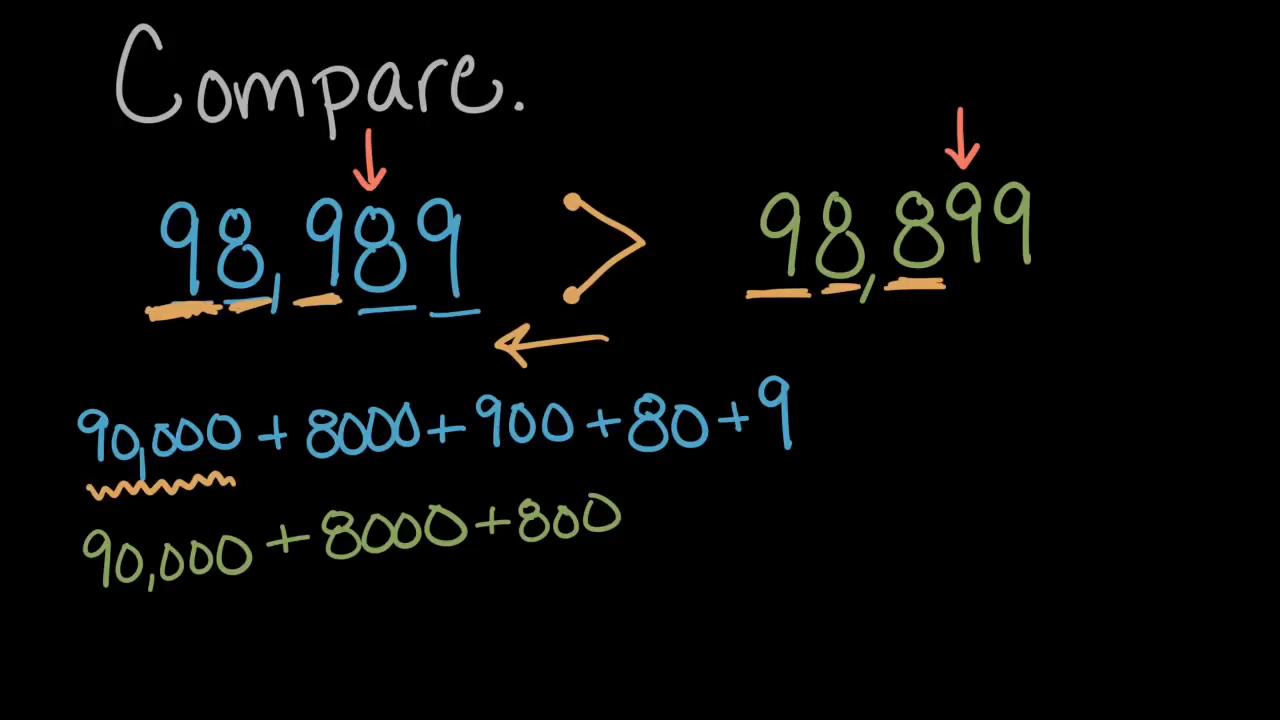 Compare.
98,989 > 98,899
90,000 + 8000 + 900 + 80 + 9
90,000 + 8000 + 800